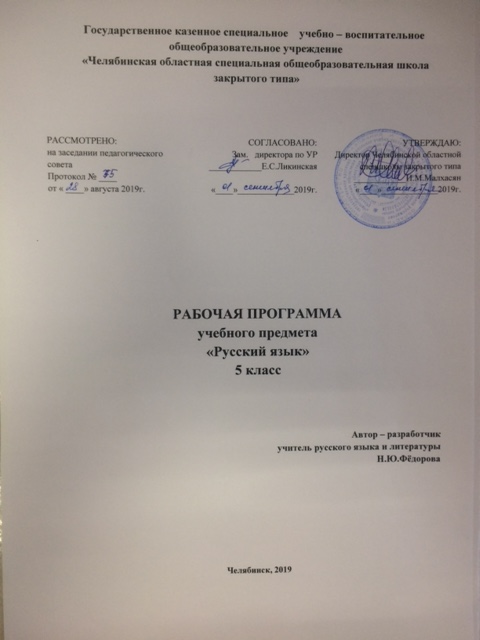 Государственное казенное специальное учебно – воспитательное
общеобразовательное учреждение
«Челябинская областная специальная общеобразовательная школа
закрытого типа»
РАССМОТРЕНО:
на заседании педагогического
совета
Протокол №
от « 28 » августа 2019г.
СОГЛАСОВАНО:
Зам. директора по УР
Е.С.Ликинская
« 01 » сентября 2019г.
УТВЕРЖДАЮ:
Директор Челябинской областной
закрытого типа
М.Малхасян
« 01 » сентября 2019г.
РАБОЧАЯ ПРОГРАММА
учебного предмета
«Русский язык»
5 класс
Автор – разработчик
учитель русского языка и литературы
Н.Ю.Фёдорова
Челябинск, 2019